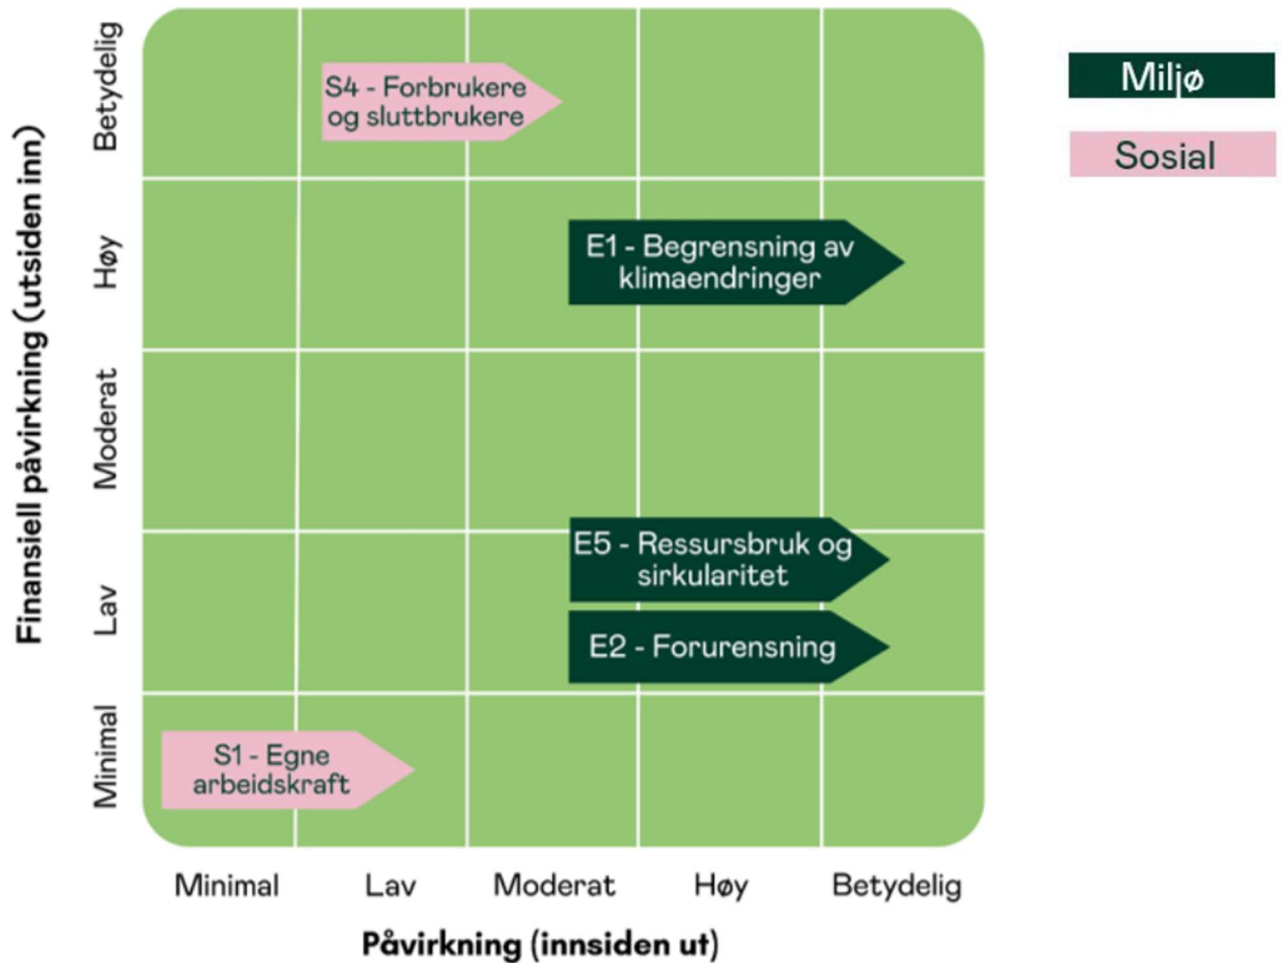 Finansiell påvirkning (utsiden inn)
Betydelig
Høy
Moderat
Lav
Minimal
S4 - Forbrukere
og sluttbrukere
E1 - Begrensning av
klimaendringer
E5 - Ressursbruk og
sirkularitet
E2 - Forurensning
S1 - Egne
arbeidskraft
Minimal
Lav
Moderat
Høy
Betydelig
Påvirkning (innsiden ut)
Miljø
Sosial